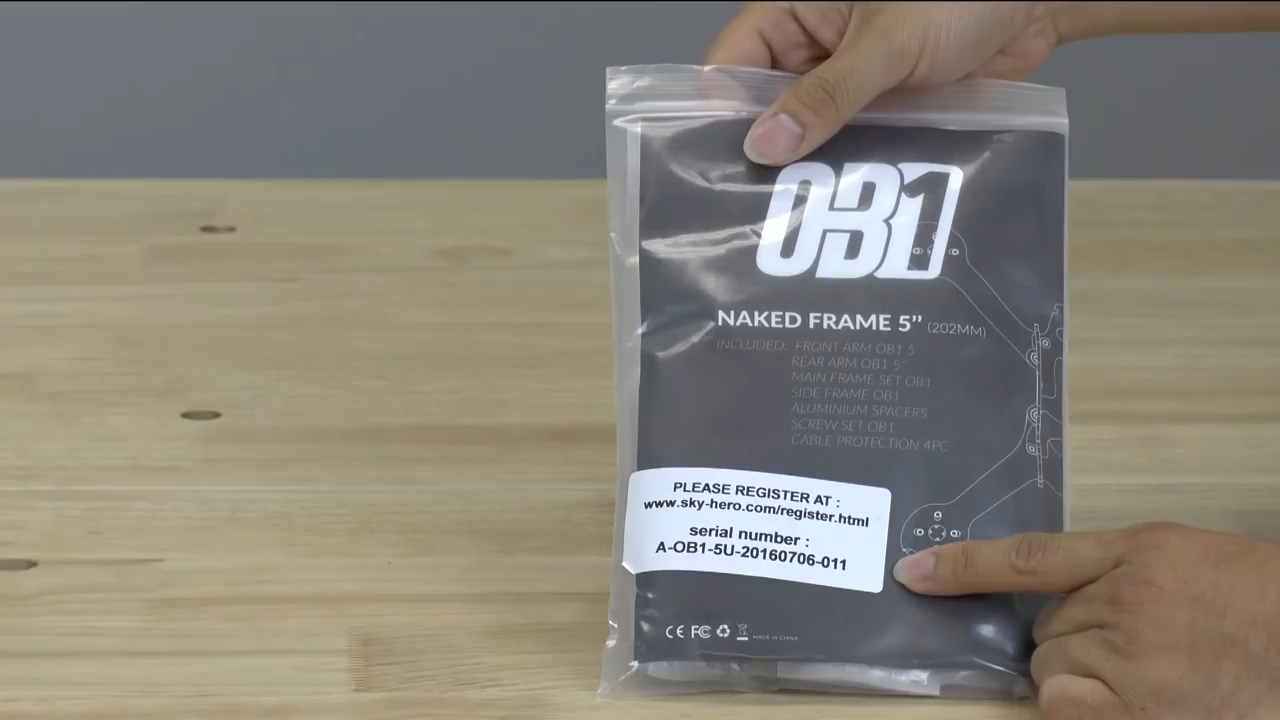 OB1
NAKED FRAME 5" (202MM)
INCLUDED: FRONT ARM OB1 5
REAR ARM OB1 5"
MAIN FRAME SET OB1
SIDE FRAME OB1
ALUMINIUM SPACERS
SCREW SET OB1
CABLE PROTECTION 4PC
PLEASE REGISTER AT :
www.sky-hero.com/register.html
serial number :
A-OB1-5U-20160706-011
CE FC MADE IN CHINA